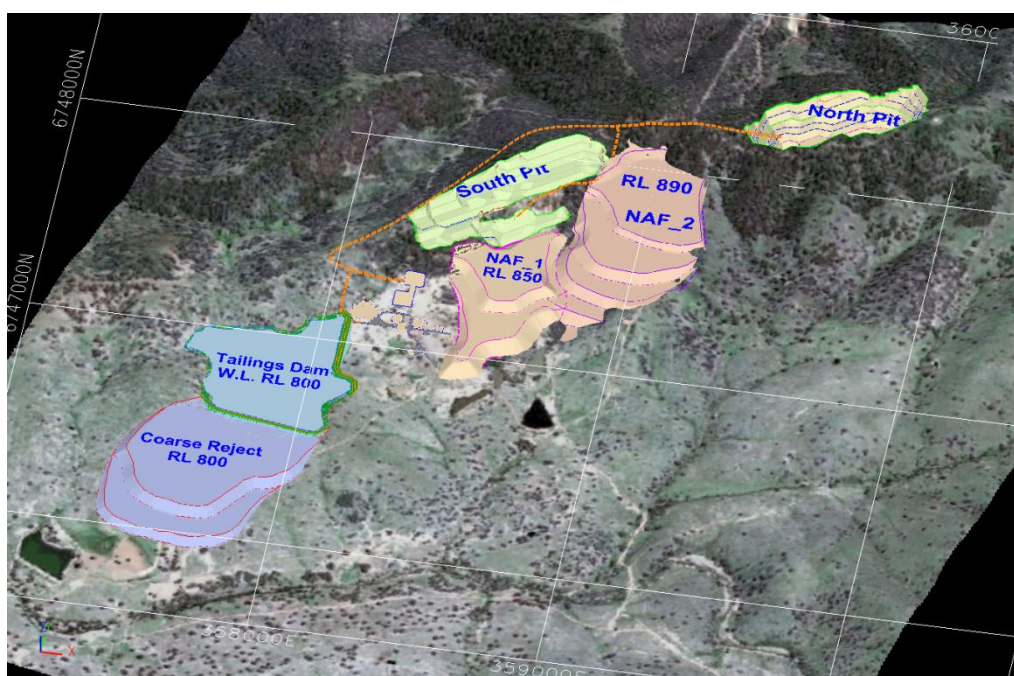 360C
6748000N
North Pit
South Pit
RL 890
NAF_2
NAF_1
RL 850
6747000N
Tailings Dam
W.L. RL 800
Coarse Reject
RL 800
358000E
359000E
Z
X